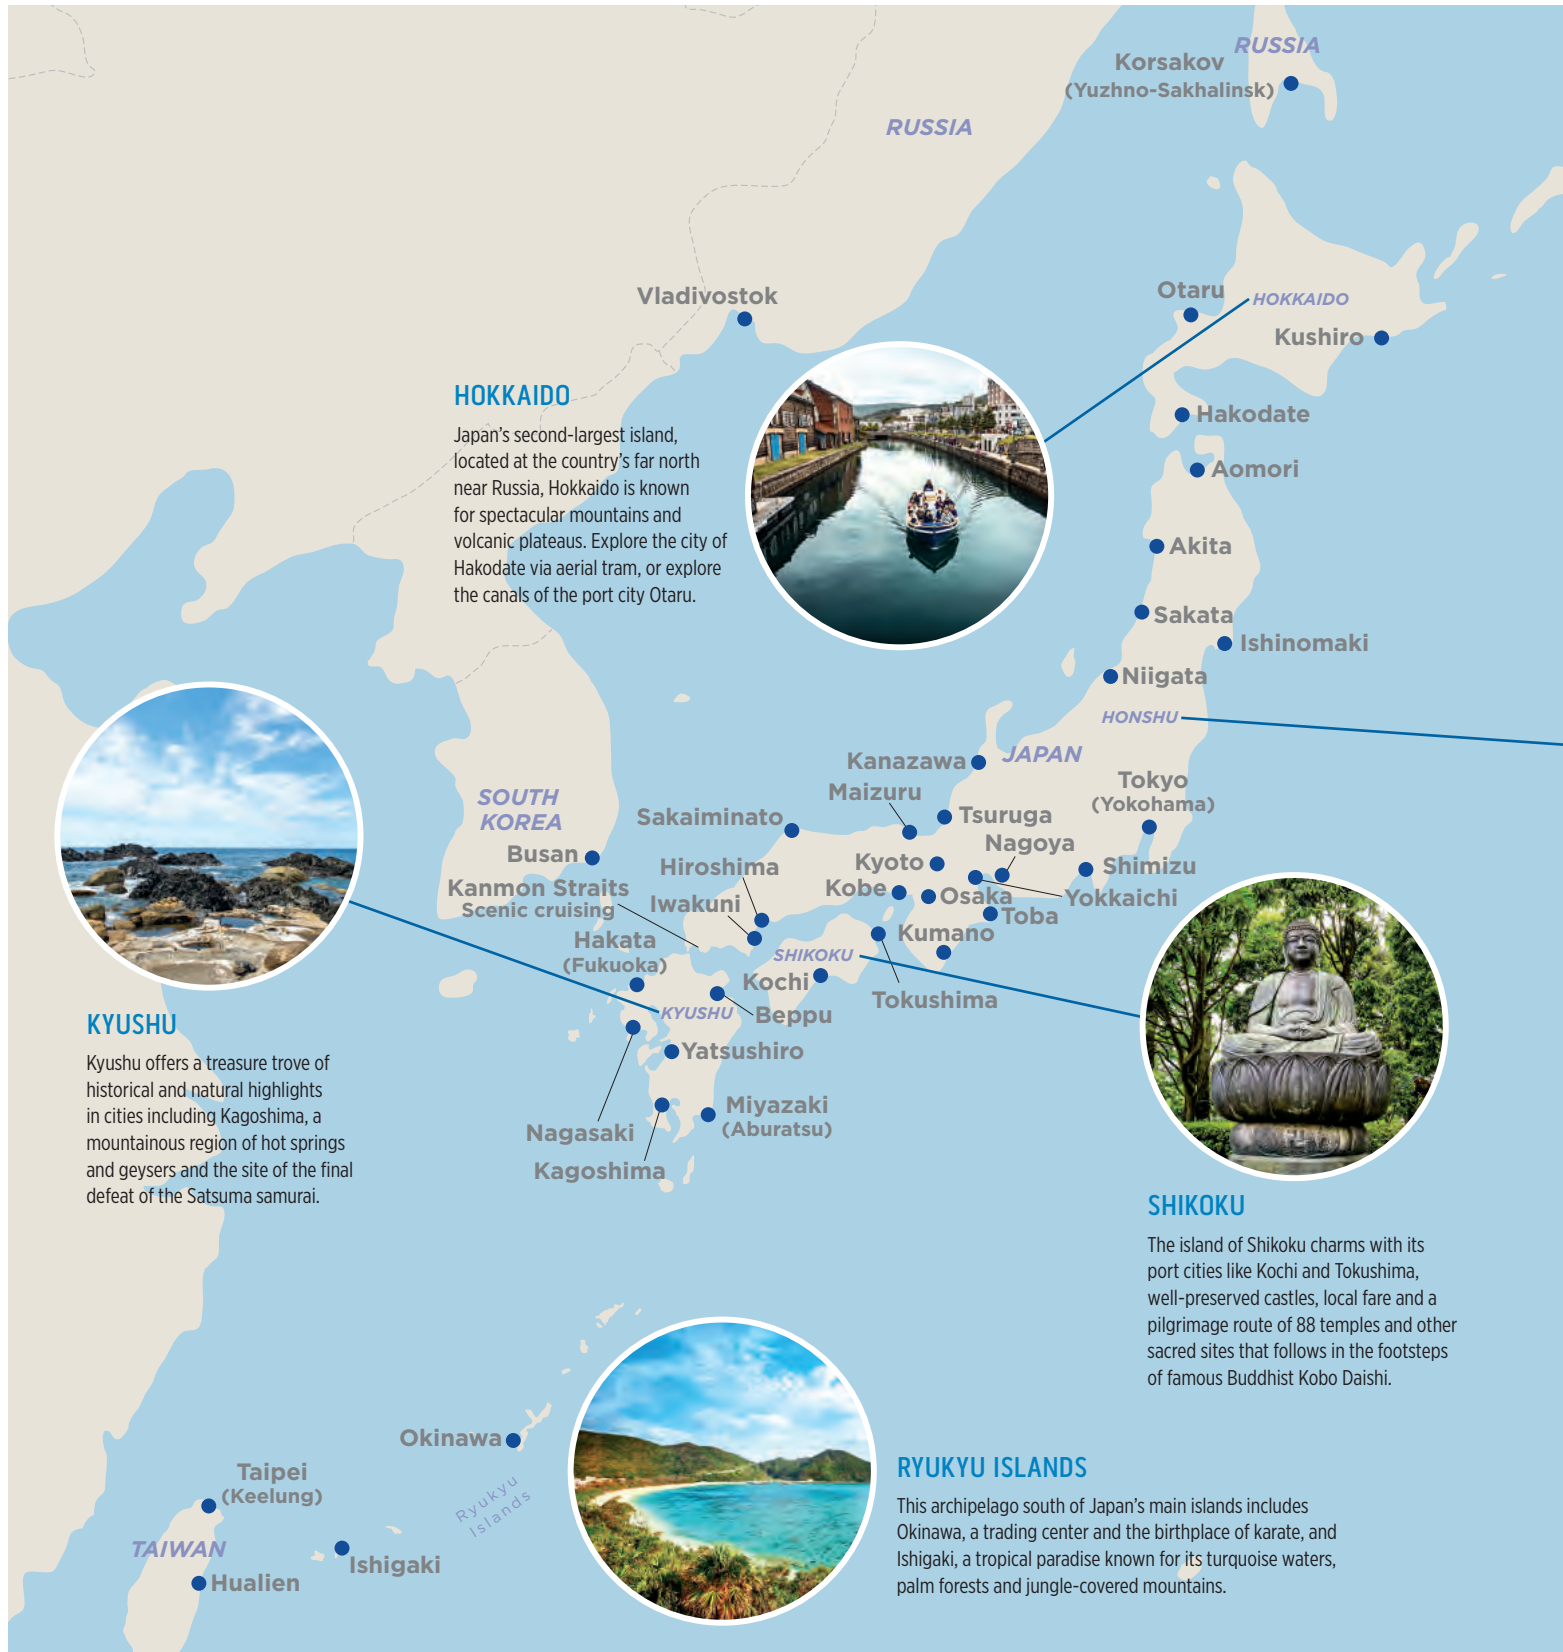 RUSSIA
Korsakov
(Yuzhno-Sakhalinsk)
RUSSIA
Vladivostok
Otaru
HOKKAIDO
Kushiro
HOKKAIDO
Japan’s second-largest island,
located at the country’s far north
near Russia, Hokkaido is known
for spectacular mountains and
volcanic plateaus. Explore the city of
Hakodate via aerial tram, or explore
the canals of the port city Otaru.
Hakodate
Aomori
Akita
Sakata
Ishinomaki
Niigata
HONSHU
Kanazawa
JAPAN
Maizuru
Tokyo
(Yokohama)
SOUTH
KOREA
Sakaiminato
Tsuruga
Nagoya
Busan
Hiroshima
Kyoto
Shimizu
Kanmon Straits
Scenic cruising
Iwakuni
Kobe
Osaka
Yokkaichi
Toba
Hakata
(Fukuoka)
Kumano
SHIKOKU
Kochi
Tokushima
KYUSHU
Beppu
Yatsushiro
Miyazaki
(Aburatsu)
Nagasaki
Kagoshima
KYUSHU
Kyushu offers a treasure trove of
historical and natural highlights
in cities including Kagoshima, a
mountainous region of hot springs
and geysers and the site of the final
defeat of the Satsuma samurai.
SHIKOKU
The island of Shikoku charms with its
port cities like Kochi and Tokushima,
well-preserved castles, local fare and a
pilgrimage route of 88 temples and other
sacred sites that follows in the footsteps
of famous Buddhist Kobo Daishi.
Okinawa
Ryukyu
Islands
Taipei
(Keelung)
TAIWAN
Ishigaki
Hualien
RYUKYU ISLANDS
This archipelago south of Japan’s main islands includes
Okinawa, a trading center and the birthplace of karate, and
Ishigaki, a tropical paradise known for its turquoise waters,
palm forests and jungle-covered mountains.